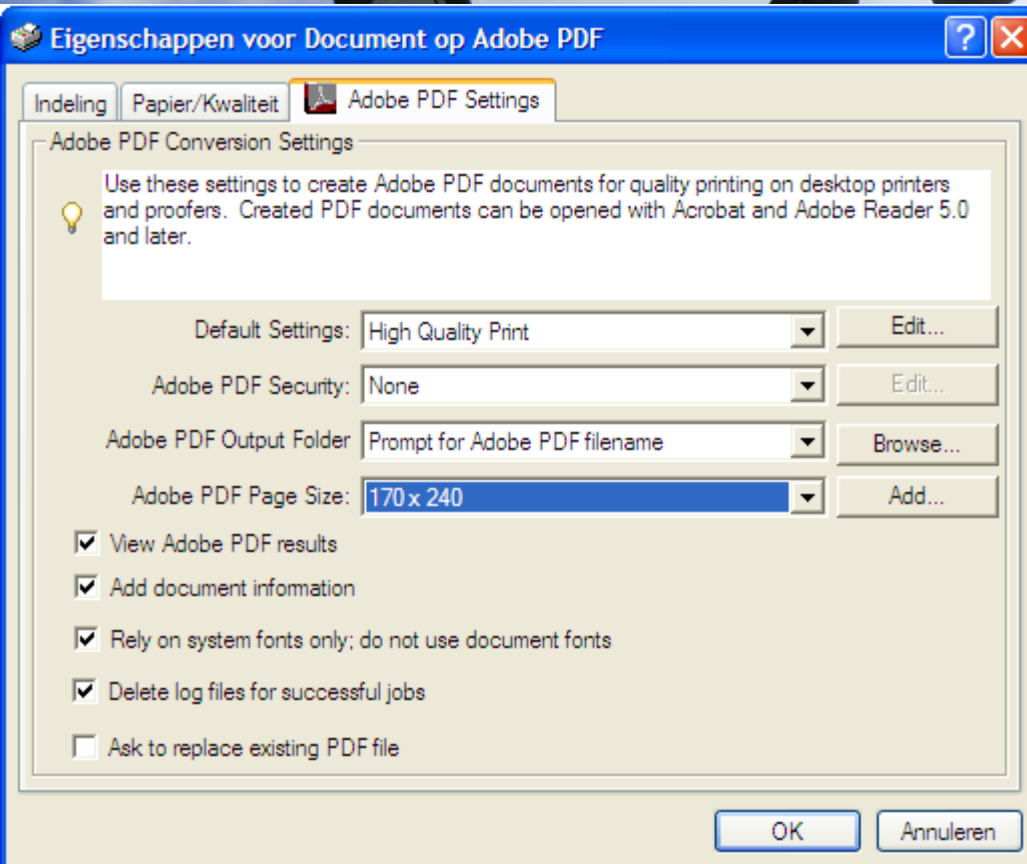 Eigenschappen voor Document op Adobe PDF
Indeling Papier/Kwaliteit Adobe PDF Settings
Adobe PDF Conversion Settings
Use these settings to create Adobe PDF documents for quality printing on desktop printers
and proofers. Created PDF documents can be opened with Acrobat and Adobe Reader 5.0
and later.
Default Settings: High Quality Print Edit...
Adobe PDF Security: None Edit...
Adobe PDF Output Folder Prompt for Adobe PDF filename Browse...
Adobe PDF Page Size: 170 x 240 Add...
View Adobe PDF results
Add document information
Rely on system fonts only; do not use document fonts
Delete log files for successful jobs
Ask to replace existing PDF file
OK Annuleren